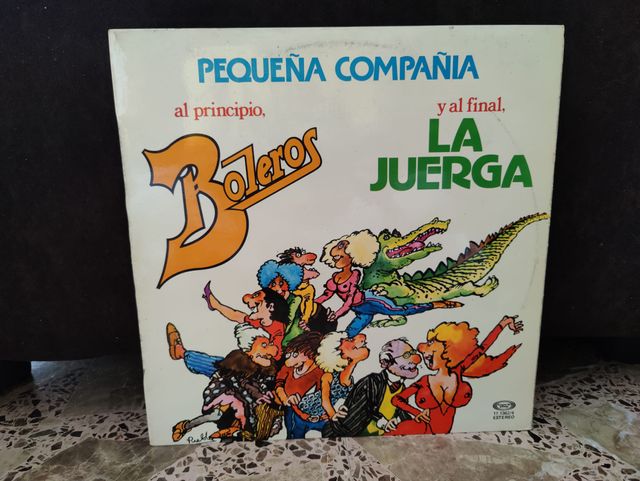 PEQUEÑA COMPAÑIA
al principio,
Boleros
y al final,
LA
JUERGA
ESTEREO